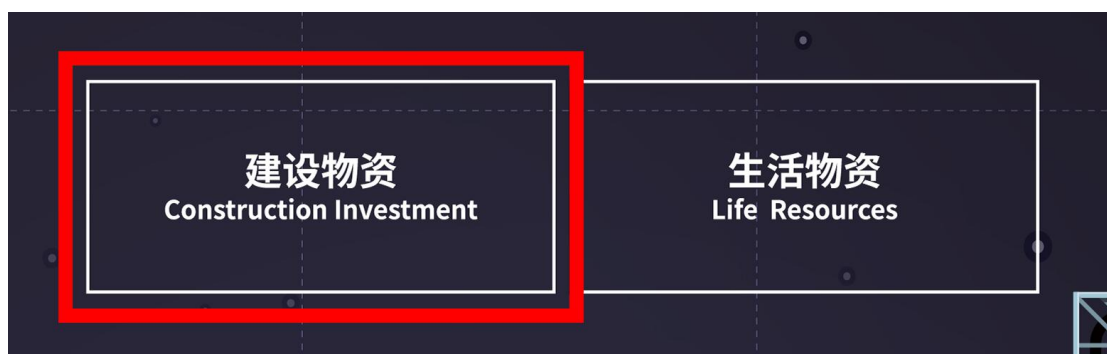 建设物资
Construction Investment
生活物资
Life Resources